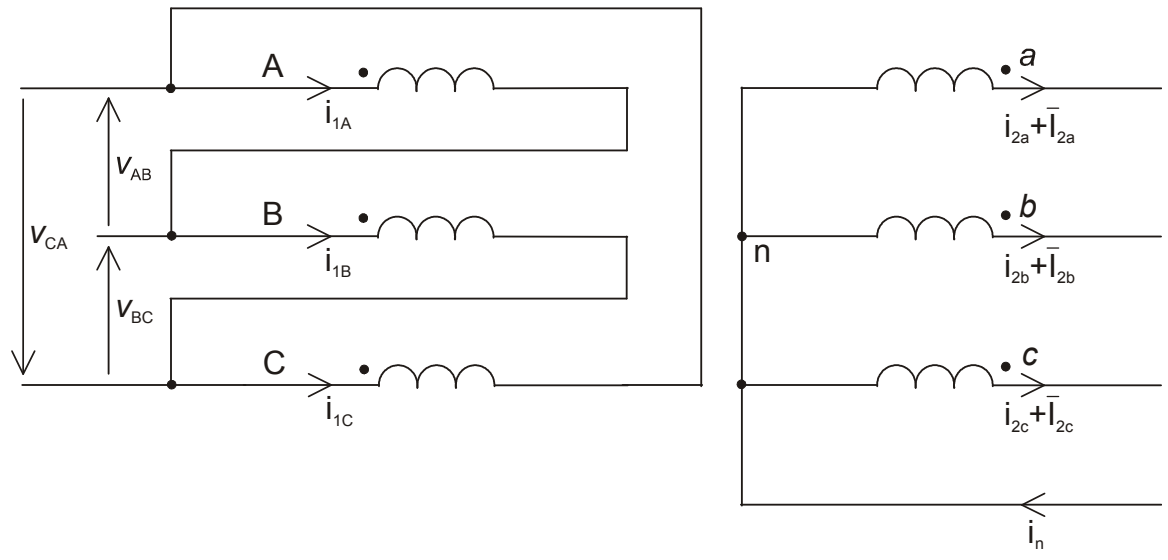 A
i1A
vAB
B
i1B
vCA
vBC
C
i1C
a
i2a+Ī2a
b
n
i2b+Ī2b
c
i2c+Ī2c
in